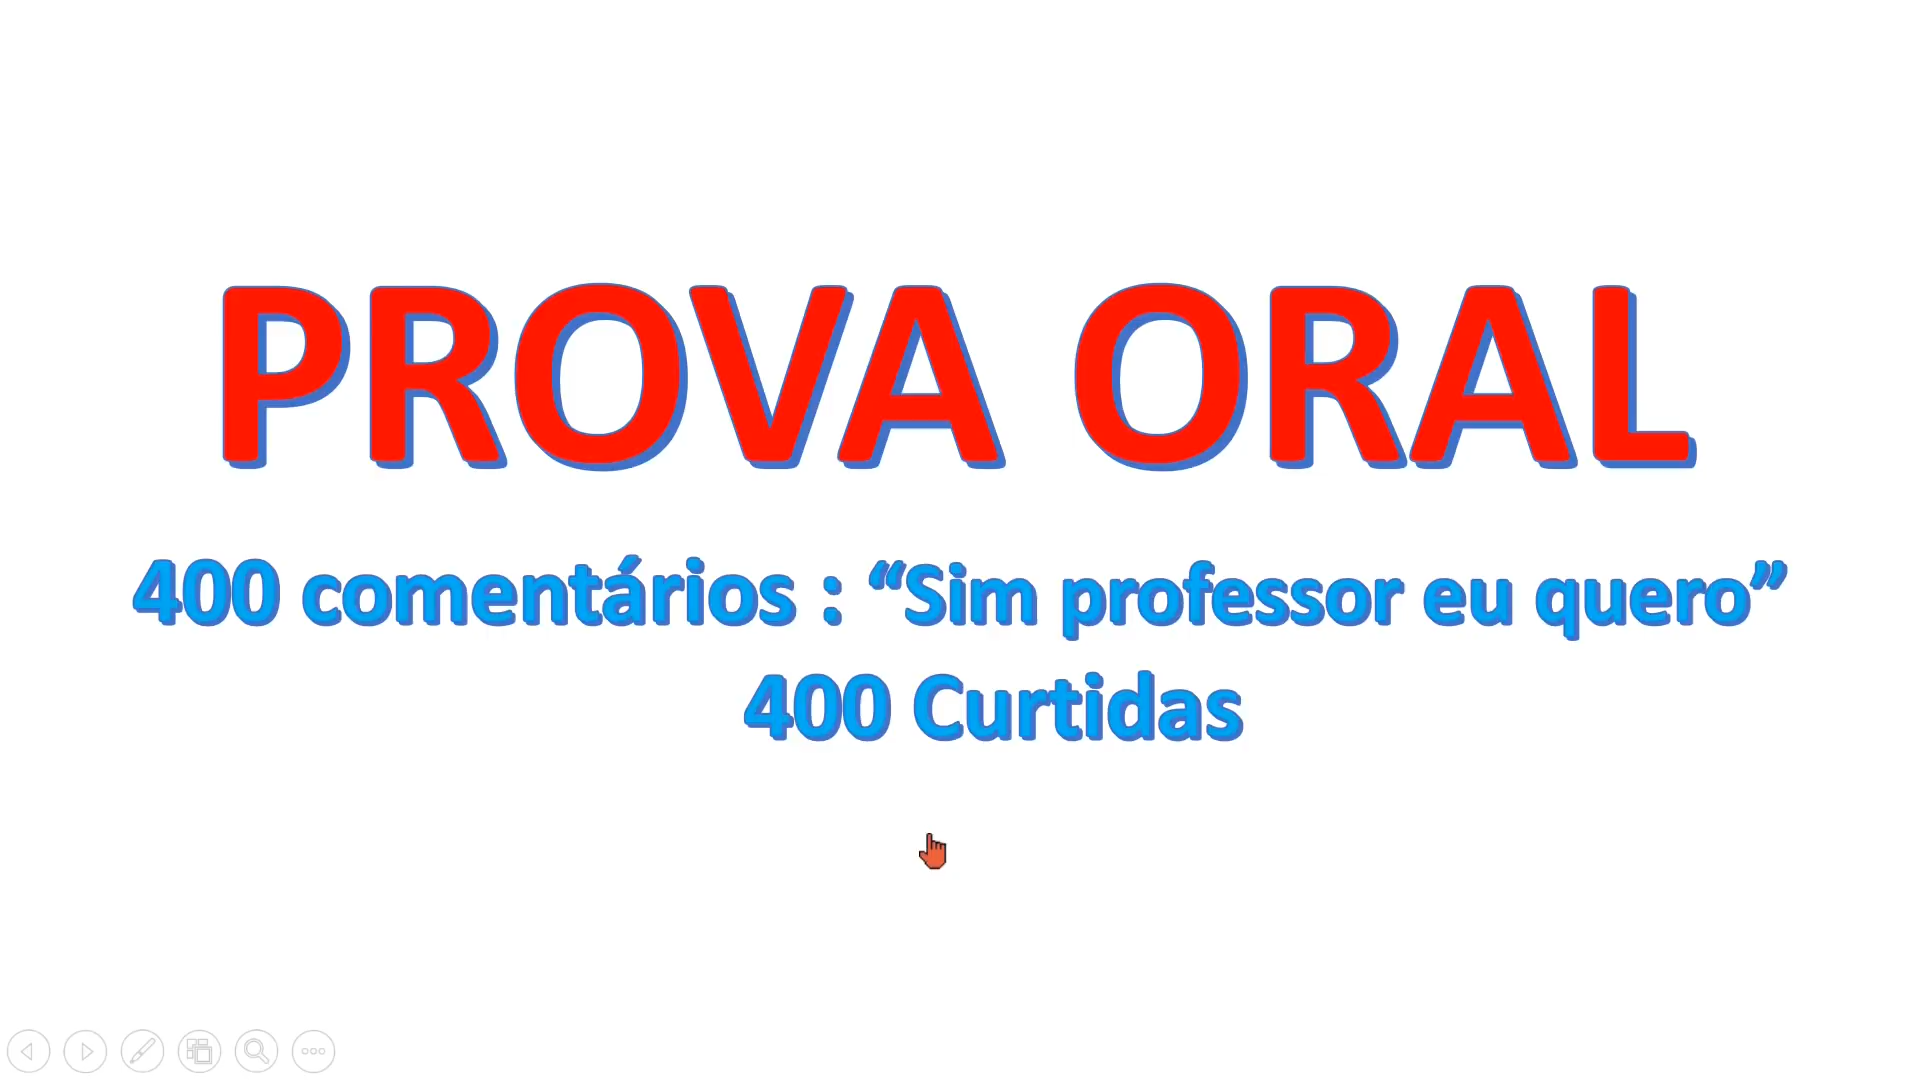 PROVA ORAL
400 comentários : “Sim professor eu quero”
400 Curtidas